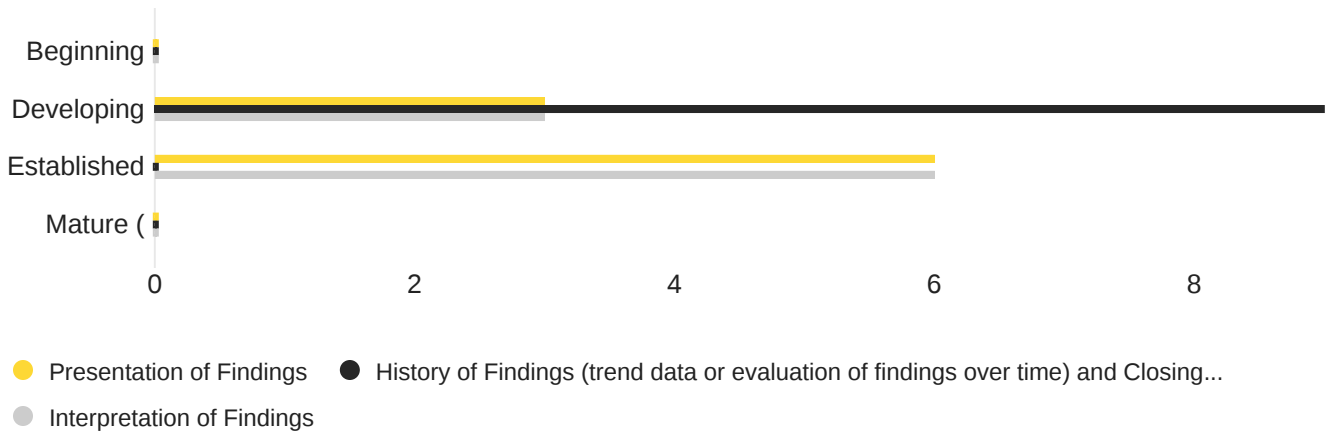 Beginning
Developing
Established
Mature (
0 2 4 6 8
Presentation of Findings History of Findings (trend data or evaluation of findings over time) and Closing...
Interpretation of Findings